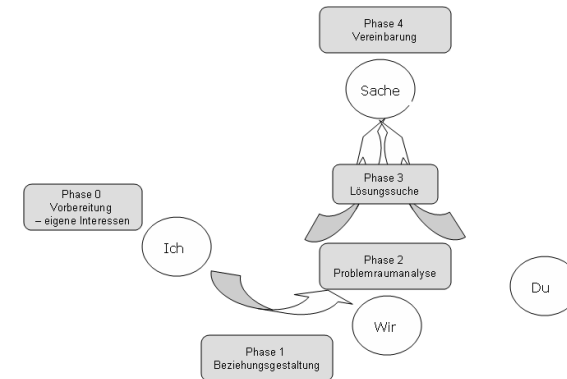 Phase 4
Vereinbarung
Sache
Phase 3
Lösungssuche
Phase 0
Vorbereitung
– eigene Interessen
Ich
Phase 2
Problemraumanalyse
Du
Wir
Phase 1
Beziehungsgestaltung